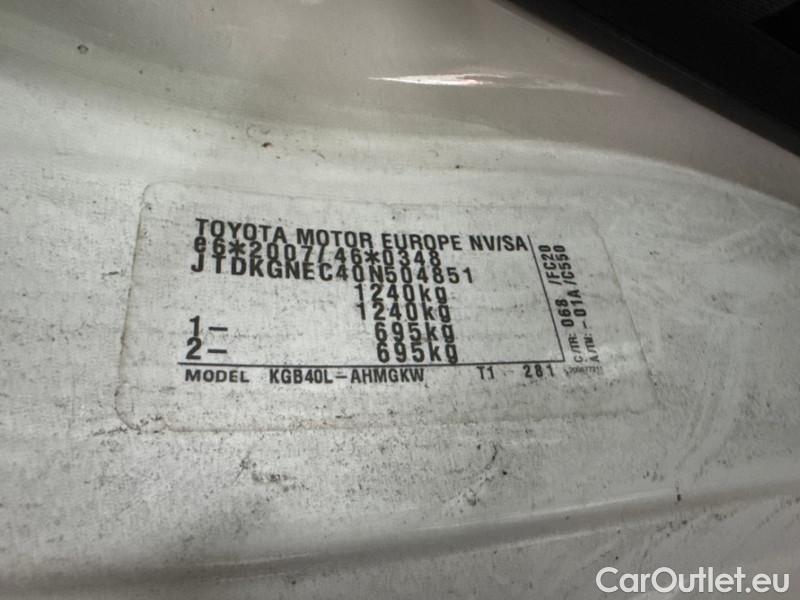 TOYOTA MOTOR EUROPE NV/SA
e6*2007/46*0348
JTDKGNEC40N504851
1240kg
1240kg
1- 695kg
2- 695kg
MODEL KGB40L-AHMGKW T1 281
C/TR: 068 /FC20
A/TM: -01A /C550
CarOutlet.eu